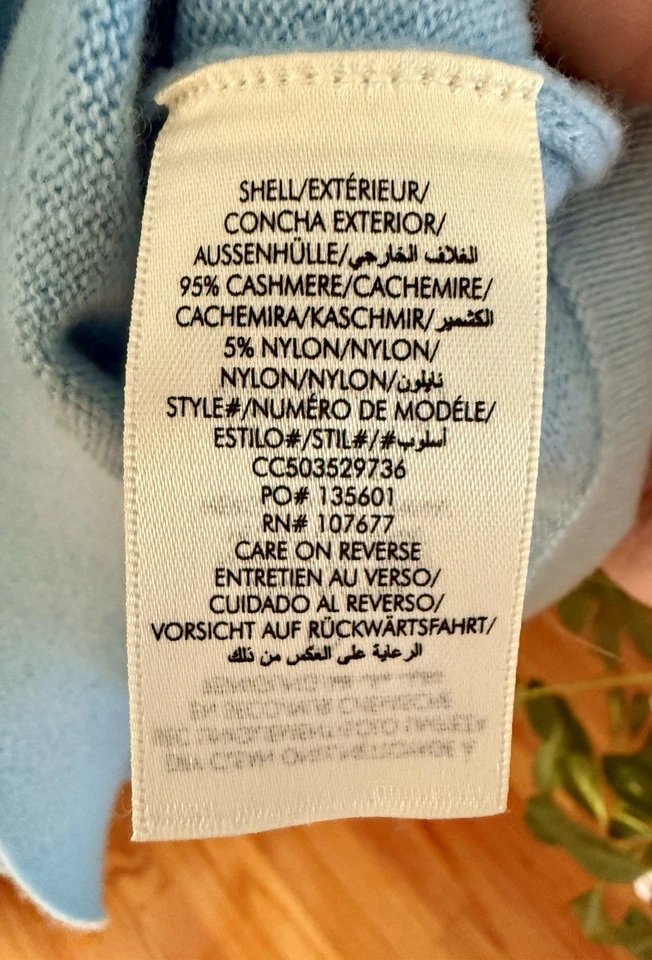 SHELL/EXTÉRIEUR/
CONCHA EXTERIOR/
AUSSENHÜLLE/الغلاف الخارجي
95% CASHMERE/CACHEMIRE/
CACHEMIRA/KASCHMIR/الكشمير
5% NYLON/NYLON/
NYLON/NYLON/نايلون
STYLE#/NUMÉRO DE MODÉLE/
ESTILO#/STIL#/#أسلوب
CC503529736
PO# 135601
RN# 107677
CARE ON REVERSE
ENTRETIEN AU VERSO/
CUIDADO AL REVERSO/
VORSICHT AUF RÜCKWÄRTSFAHRT/
الرعاية على العكس من ذلك